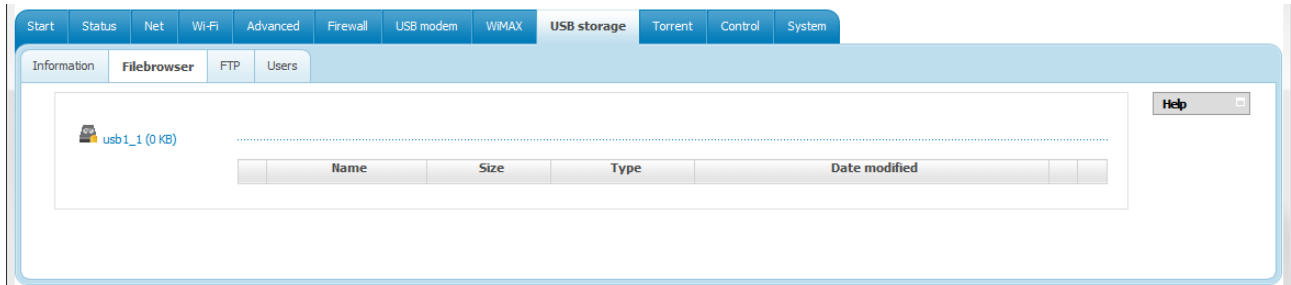 Start Status Net Wi-Fi Advanced Firewall USB modem WiMAX USB storage Torrent Control System
Information Filebrowser FTP Users
Help
usb1_1 (0 KB)
Name Size Type Date modified